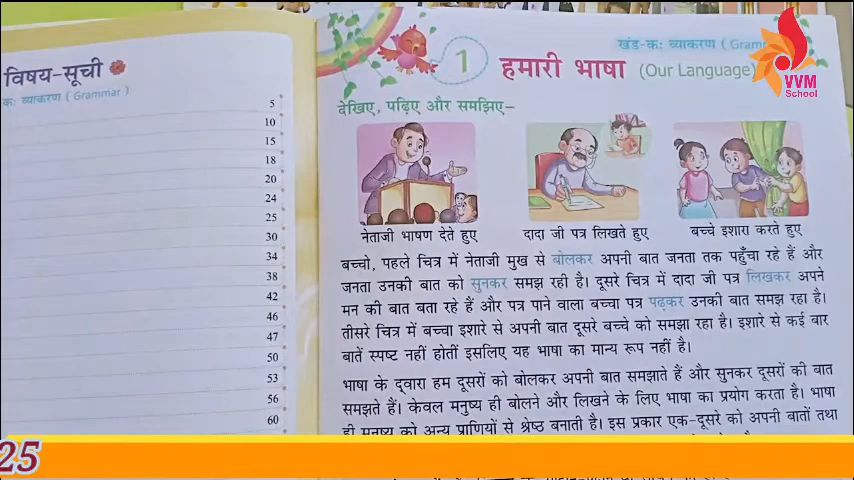 विषय-सूची
क: व्याकरण ( Grammar )
5
10
15
18
20
24
25
30
34
38
42
46
47
50
53
56
60
खंड-क: व्याकरण ( Gram
1
हमारी भाषा (Our Language)
VVM
School
देखिए, पढ़िए और समझिए–
नेताजी भाषण देते हुए
दादा जी पत्र लिखते हुए
बच्चे इशारा करते हुए
बच्चो, पहले चित्र में नेताजी मुख से बोलकर अपनी बात जनता तक पहुँचा रहे हैं और
जनता उनकी बात को सुनकर समझ रही है। दूसरे चित्र में दादा जी पत्र लिखकर अपने
मन की बात बता रहे हैं और पत्र पाने वाला बच्चा पत्र पढ़कर उनकी बात समझ रहा है।
तीसरे चित्र में बच्चा इशारे से अपनी बात दूसरे बच्चे को समझा रहा है। इशारे से कई बार
बातें स्पष्ट नहीं होतीं इसलिए यह भाषा का मान्य रूप नहीं है।
भाषा के द्वारा हम दूसरों को बोलकर अपनी बात समझाते हैं और सुनकर दूसरों की बात
समझते हैं। केवल मनुष्य ही बोलने और लिखने के लिए भाषा का प्रयोग करता है। भाषा
ही मनुष्य को अन्य प्राणियों से श्रेष्ठ बनाती है। इस प्रकार एक-दूसरे को अपनी बातों तथा
25